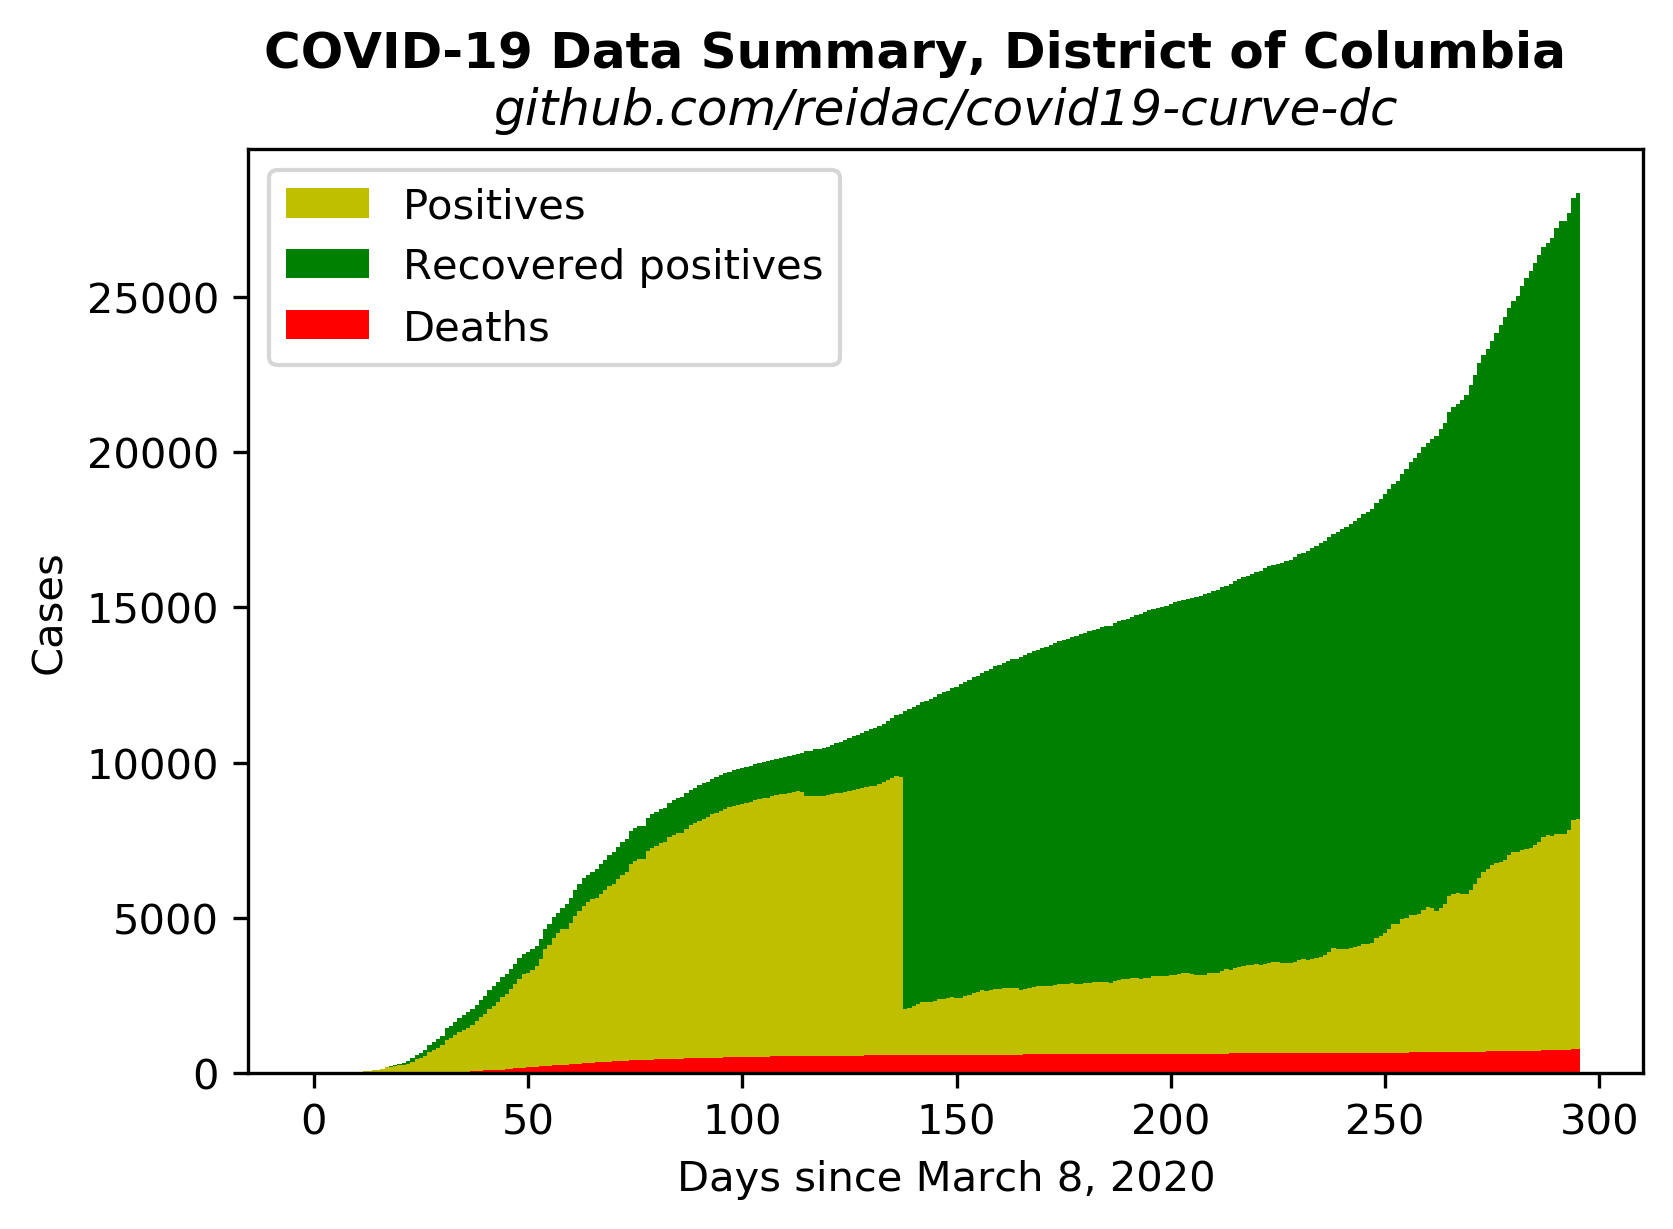 COVID-19 Data Summary, District of Columbia
github.com/reidac/covid19-curve-dc
Positives
Recovered positives
Deaths
25000
20000
15000
10000
5000
0
Cases
0 50 100 150 200 250 300
Days since March 8, 2020